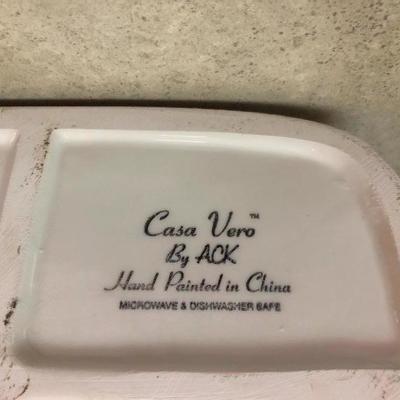 Casa Vero™
By ACK
Hand Painted in China
MICROWAVE & DISHWASHER SAFE